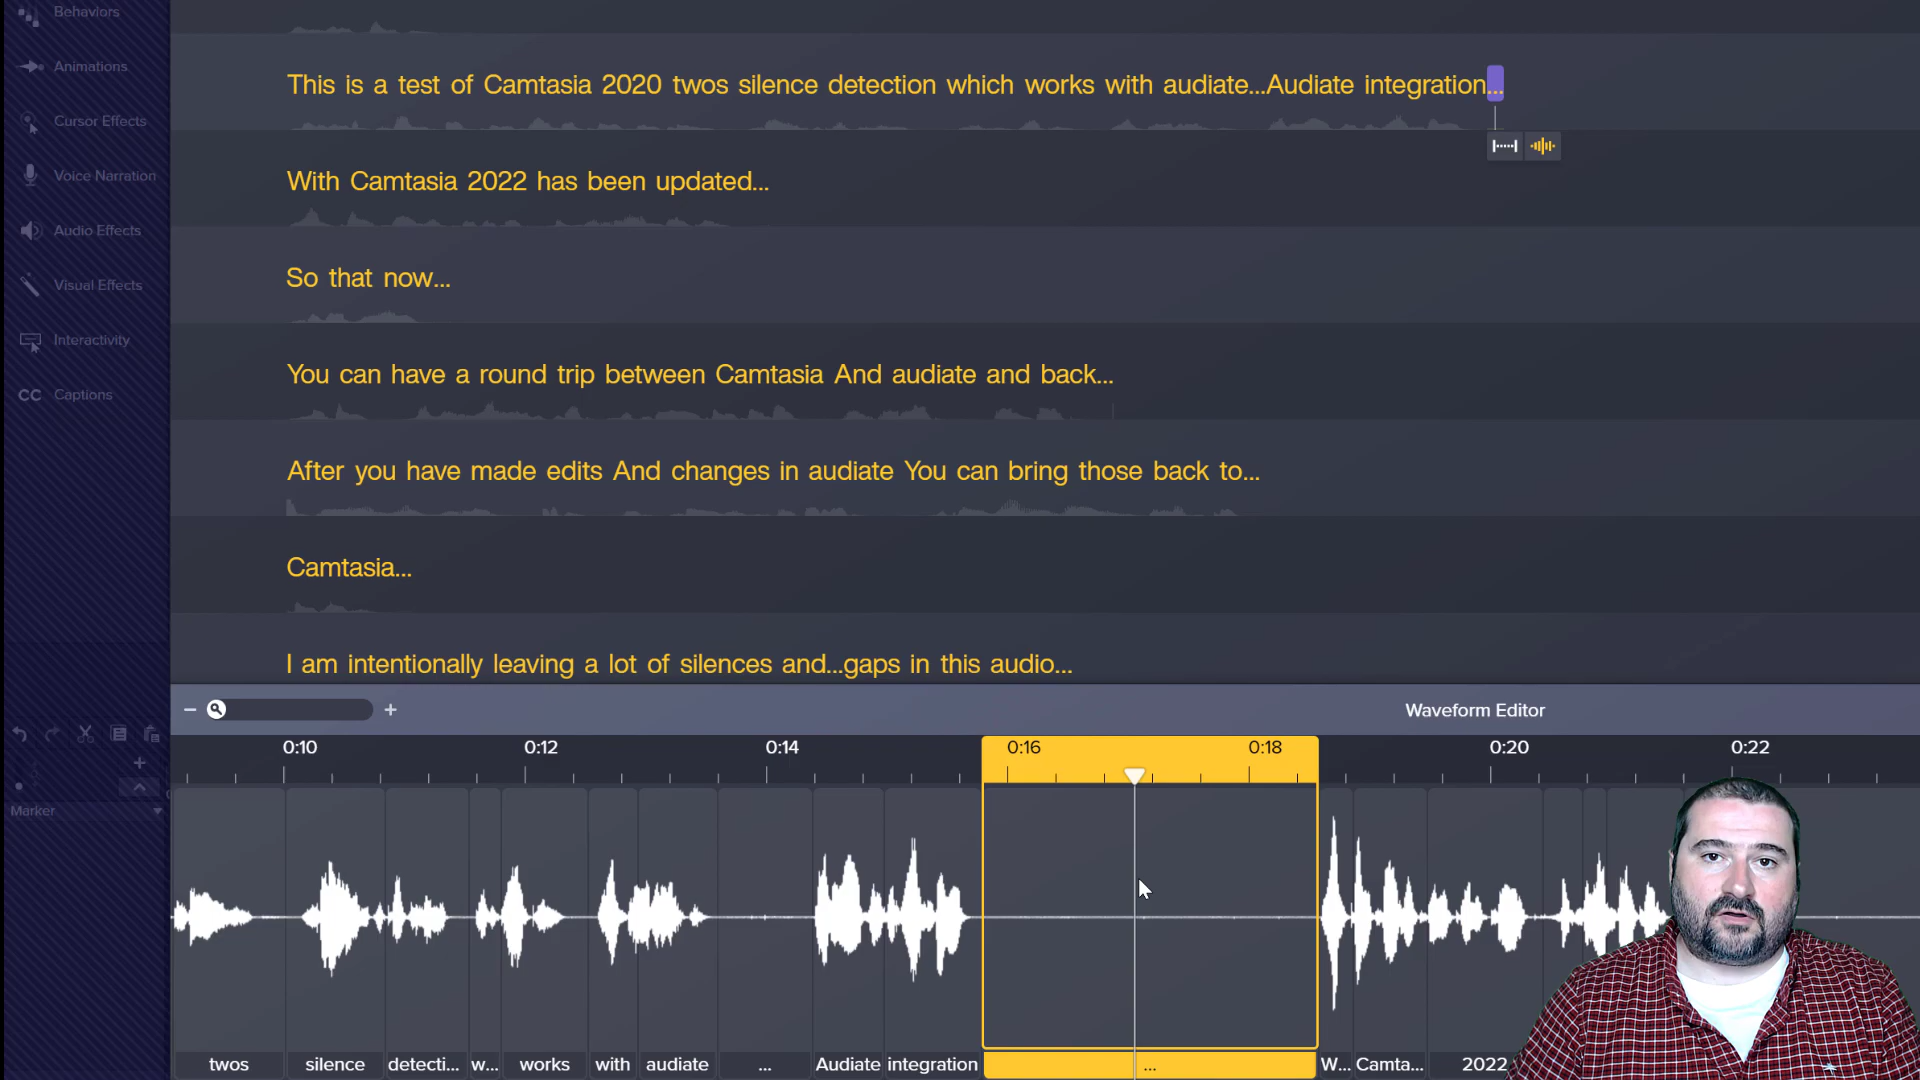 Behaviors
Animations
Cursor Effects
Voice Narration
Audio Effects
Visual Effects
Interactivity
CC Captions
This is a test of Camtasia 2020 twos silence detection which works with audiate...Audiate integration...
With Camtasia 2022 has been updated...
So that now...
You can have a round trip between Camtasia And audiate and back...
After you have made edits And changes in audiate You can bring those back to...
Camtasia...
I am intentionally leaving a lot of silences and...gaps in this audio...
Waveform Editor
0:10 0:12 0:14 0:16 0:18 0:20 0:22
Marker
twos silence detecti... w... works with audiate ... Audiate integration ... W... Camta... 2022